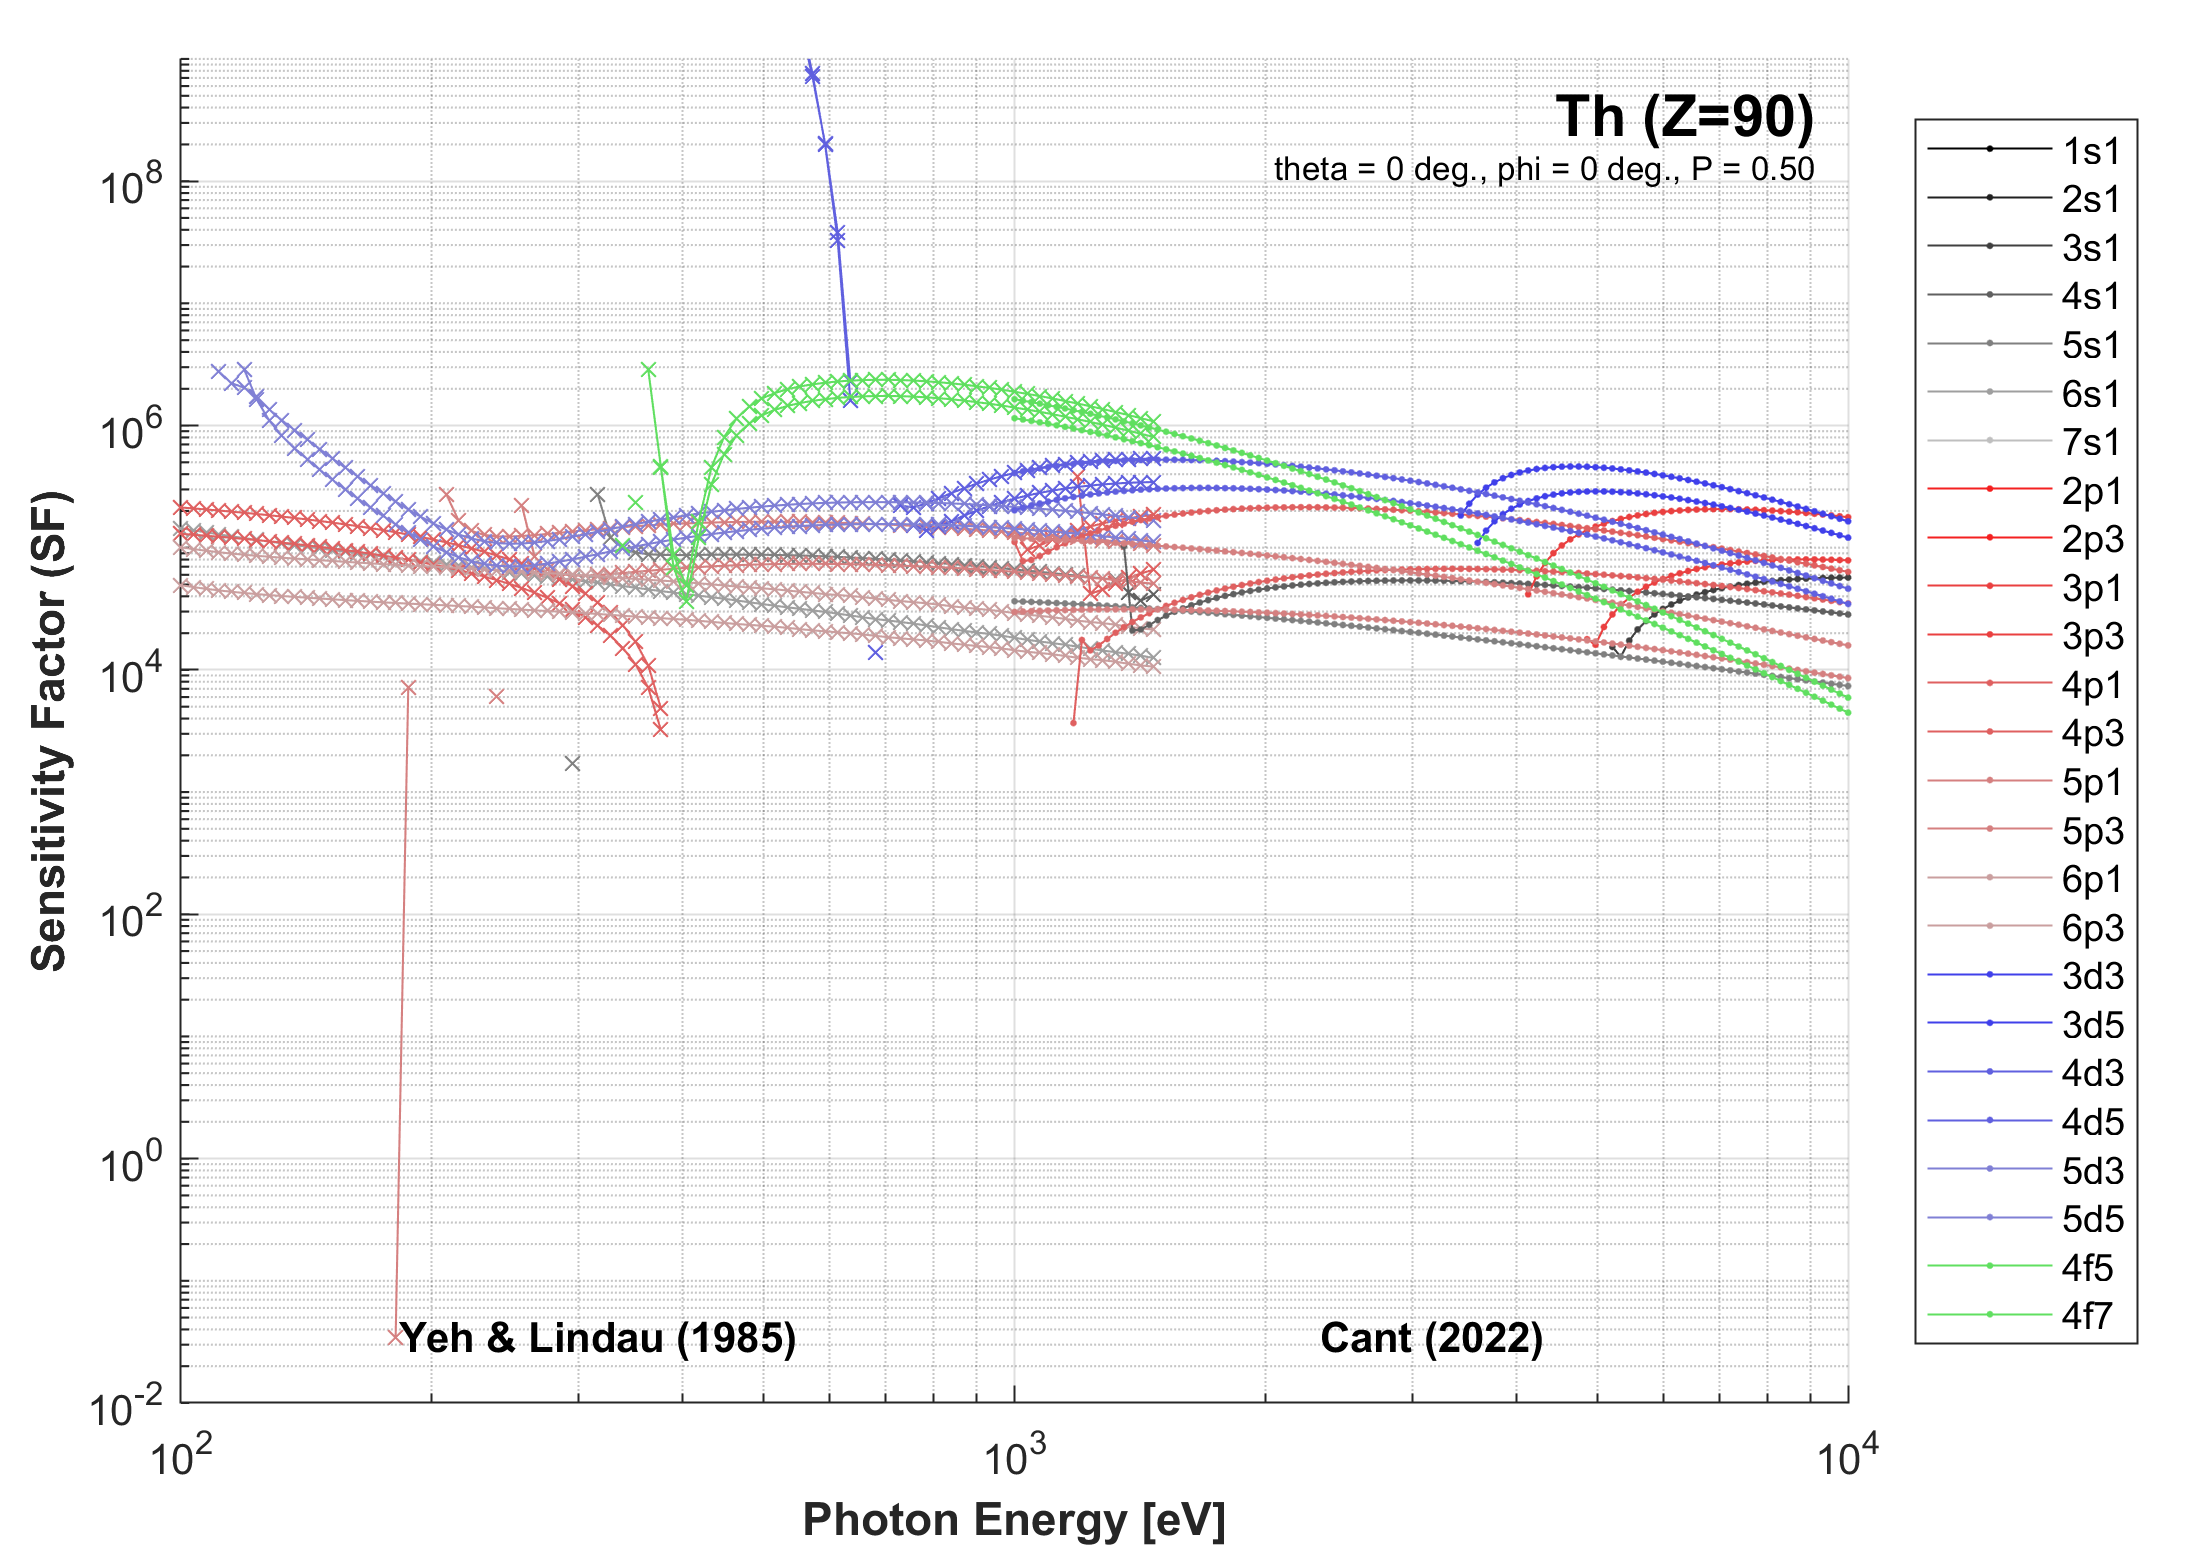 Th (Z=90)
theta = 0 deg., phi = 0 deg., P = 0.50
Sensitivity Factor (SF)
10^8
10^6
10^4
10^2
10^0
10^-2
10^2
10^3
10^4
Photon Energy [eV]
Yeh & Lindau (1985)
Cant (2022)
1s1
2s1
3s1
4s1
5s1
6s1
7s1
2p1
2p3
3p1
3p3
4p1
4p3
5p1
5p3
6p1
6p3
3d3
3d5
4d3
4d5
5d3
5d5
4f5
4f7